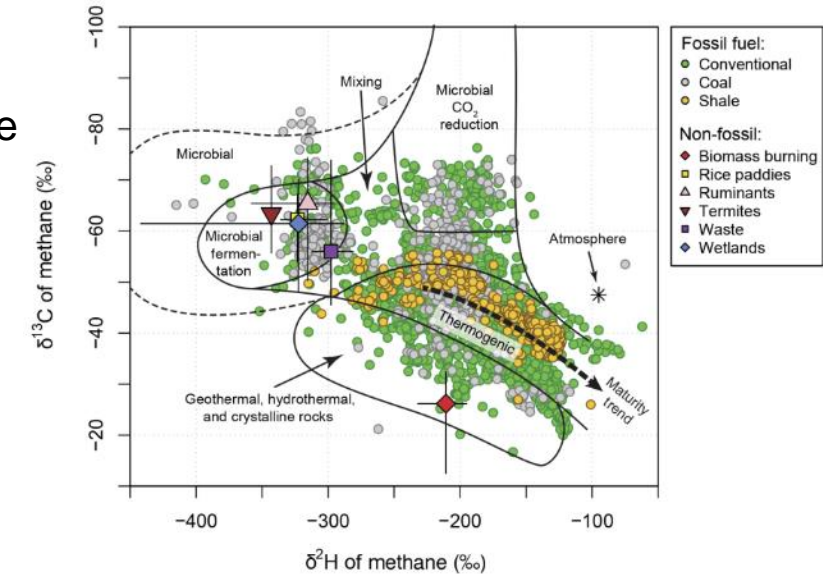 e
δ¹³C of methane (‰)
−100
−80
−60
−40
−20
−400
−300
−200
−100
δ²H of methane (‰)
Mixing
Microbial
CO₂
reduction
Microbial
Microbial
fermen-
tation
Atmosphere
Thermogenic
Maturity
trend
Geothermal, hydrothermal,
and crystalline rocks
Fossil fuel:
Conventional
Coal
Shale
Non-fossil:
Biomass burning
Rice paddies
Ruminants
Termites
Waste
Wetlands